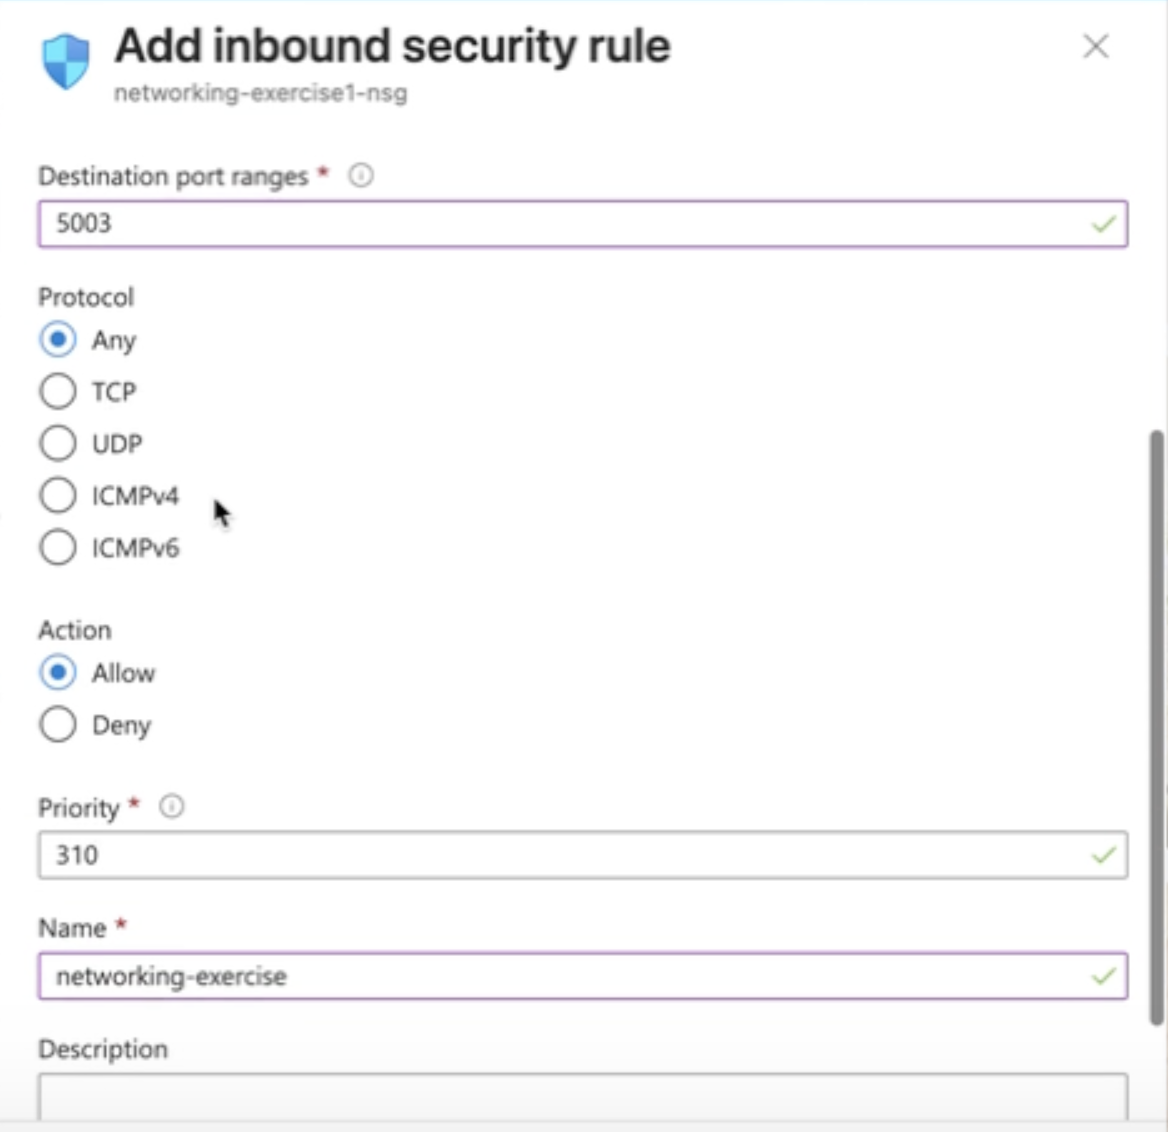 Add inbound security rule
networking-exercise1-nsg
Destination port ranges *
5003
Protocol
Any
TCP
UDP
ICMPv4
ICMPv6
Action
Allow
Deny
Priority *
310
Name *
networking-exercise
Description